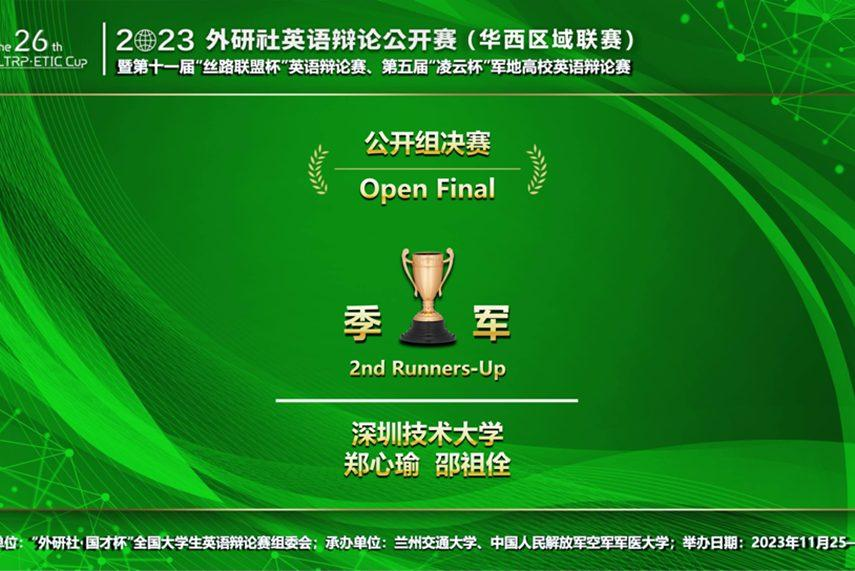 he 26 th
LTRP·ETIC Cup
2023 外研社英语辩论公开赛（华西区域联赛）
暨第十一届“丝路联盟杯”英语辩论赛、第五届“凌云杯”军地高校英语辩论赛
公开组决赛
Open Final
季 军
2nd Runners-Up
深圳技术大学
郑心瑜 邵祖佺
单位：“外研社·国才杯”全国大学生英语辩论赛组委会；承办单位：兰州交通大学、中国人民解放军空军军医大学；举办日期：2023年11月25—